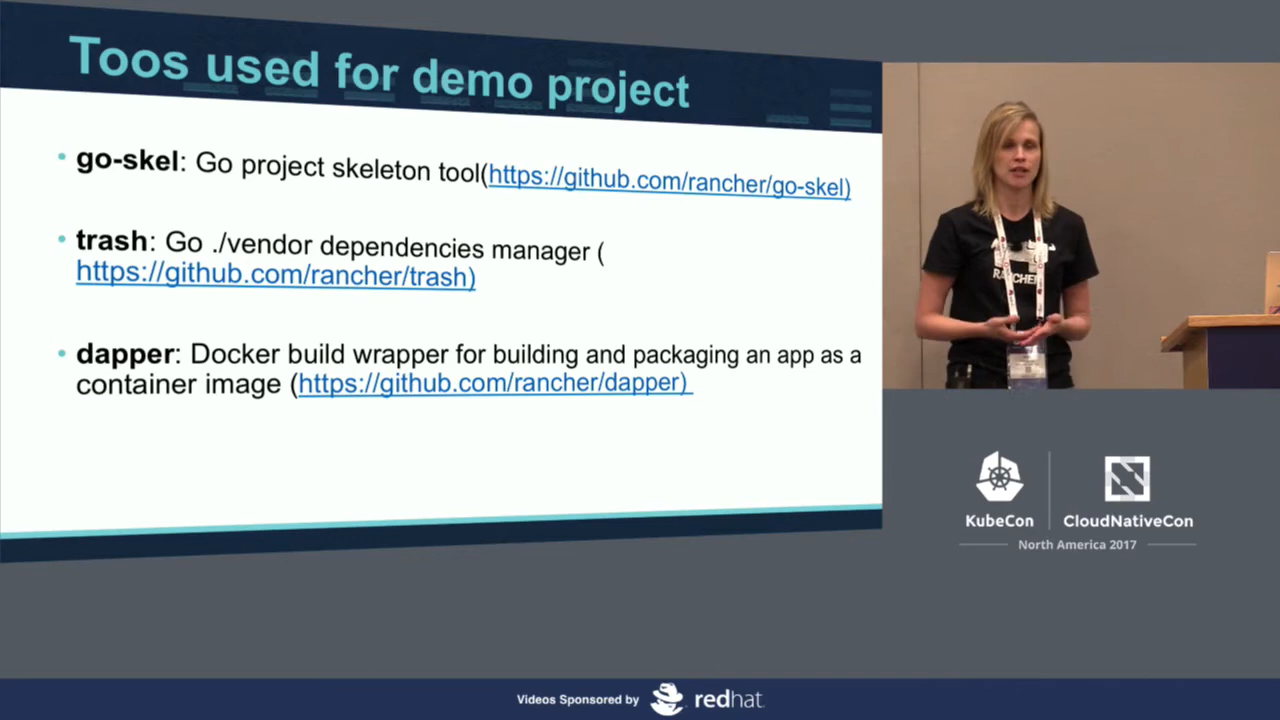 Toos used for demo project
• go-skel: Go project skeleton tool(https://github.com/rancher/go-skel)
• trash: Go ./vendor dependencies manager (
https://github.com/rancher/trash)
• dapper: Docker build wrapper for building and packaging an app as a
container image (https://github.com/rancher/dapper)
RANCHER
KubeCon
CloudNativeCon
North America 2017
Videos Sponsored by
redhat